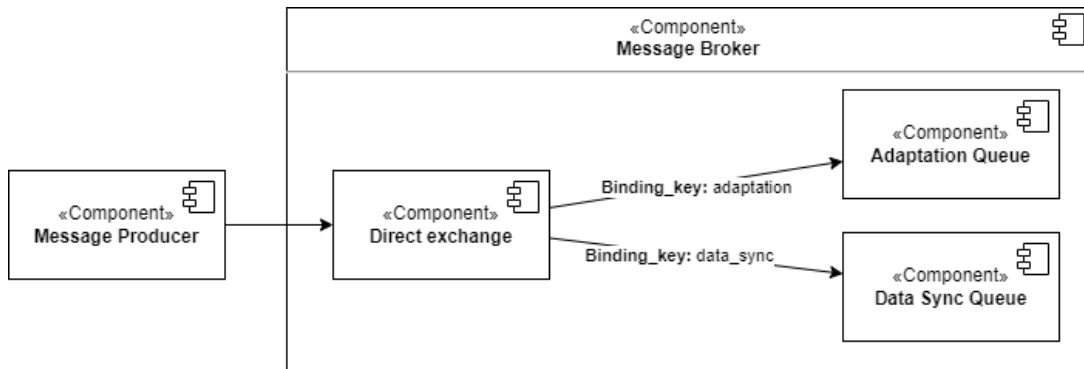 «Component»
Message Broker
«Component»
Adaptation Queue
Binding_key: adaptation
«Component»
Message Producer
«Component»
Direct exchange
Binding_key: data_sync
«Component»
Data Sync Queue